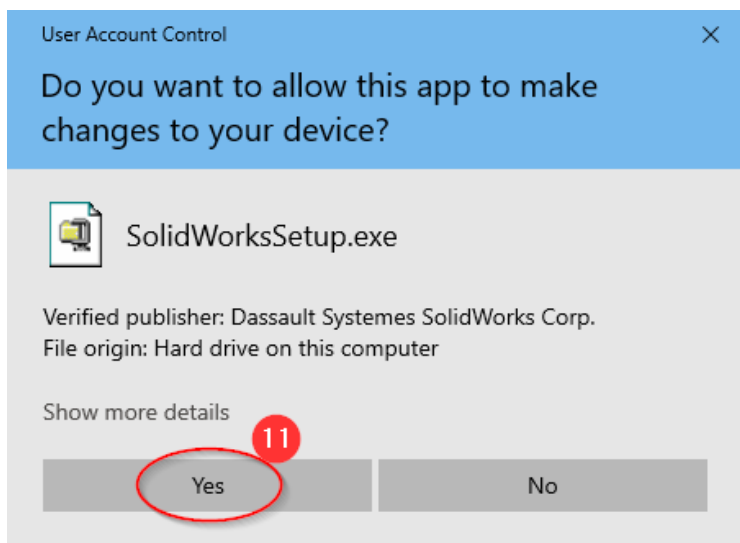 User Account Control
Do you want to allow this app to make
changes to your device?
SolidWorksSetup.exe
Verified publisher: Dassault Systemes SolidWorks Corp.
File origin: Hard drive on this computer
Show more details
11
Yes
No